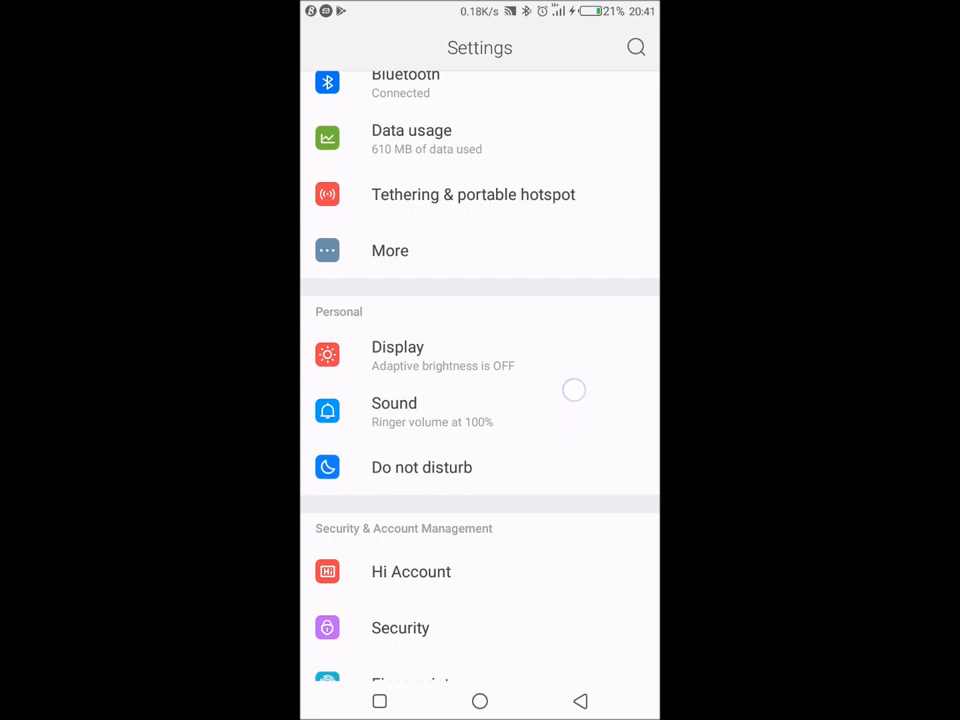 0.18K/s H+ 21% 20:41
Settings
Bluetooth
Connected
Data usage
610 MB of data used
Tethering & portable hotspot
More
Personal
Display
Adaptive brightness is OFF
Sound
Ringer volume at 100%
Do not disturb
Security & Account Management
Hi
Hi Account
Security